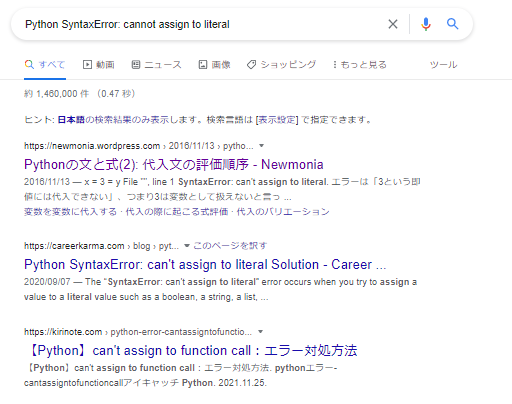 Python SyntaxError: cannot assign to literal
すべて 動画 ニュース 画像 ショッピング もっと見る ツール
約 1,460,000 件 (0.47 秒)
ヒント: 日本語の検索結果のみ表示します。検索言語は [表示設定] で指定できます。
https://newmonia.wordpress.com › 2016/11/13 › pytho...
Pythonの文と式(2): 代入文の評価順序 - Newmonia
2016/11/13 — x = 3 = y File "", line 1 SyntaxError: can't assign to literal. エラーは「3という即
値には代入できない」、つまり3は変数として扱えないと言っ ...
変数を変数に代入する · 代入の際に起こる式評価 · 代入のバリエーション
https://careerkarma.com › blog › pyt... このページを訳す
Python SyntaxError: can't assign to literal Solution - Career ...
2020/09/07 — The "SyntaxError: can't assign to literal" error occurs when you try to assign a
value to a literal value such as a boolean, a string, a list, ...
https://kirinote.com › python-error-cantassigntofunctio...
【Python】can't assign to function call：エラー対処方法
【Python】can't assign to function call：エラー対処方法. pythonエラー-
cantassigntofunctioncallアイキャッチ Python. 2021.11.25.